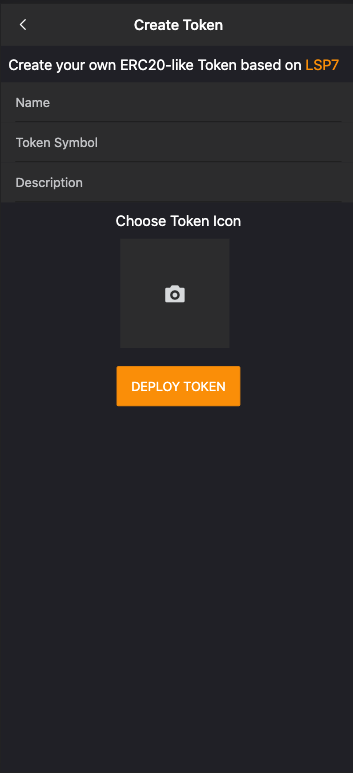 Create Token
Create your own ERC20-like Token based on LSP7
Name
Token Symbol
Description
Choose Token Icon
DEPLOY TOKEN